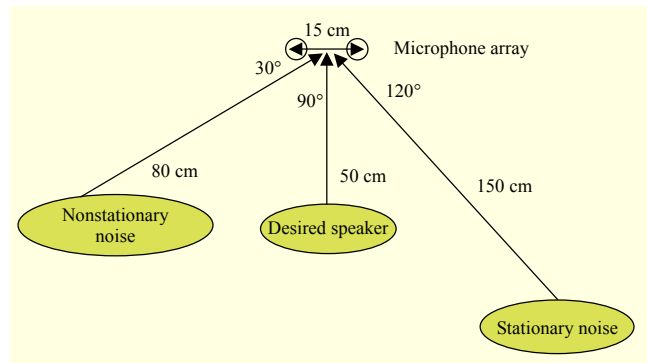 15 cm
Microphone array
30°
90°
120°
80 cm
50 cm
150 cm
Nonstationary
noise
Desired speaker
Stationary noise